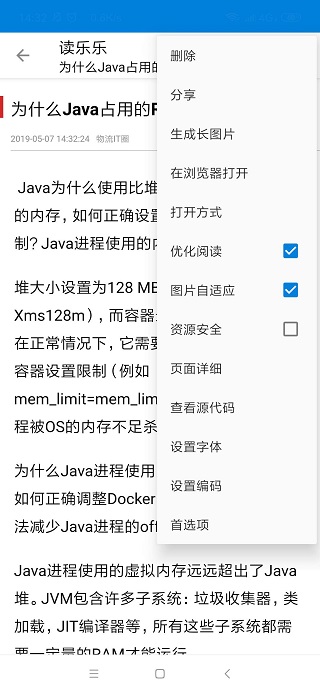 14:32
读乐乐
为什么Java占用的
为什么Java占用的
2019-05-07 14:32:24 物流IT圈
Java为什么使用比堆
的内存，如何正确设置
制？Java进程使用的内
堆大小设置为128 ME
Xms128m），而容器
在正常情况下，它需要
容器设置限制（例如
mem_limit=mem_lim
程被OS的内存不足杀
为什么Java进程使用
如何正确调整Docker
法减少Java进程的off
Java进程使用的虚拟内存远远超出了Java
堆。JVM包含许多子系统：垃圾收集器，类
加载，JIT编译器等，所有这些子系统都需
要一定量的RAM才能运行
删除
分享
生成长图片
在浏览器打开
打开方式
优化阅读
图片自适应
资源安全
页面详细
查看源代码
设置字体
设置编码
首选项